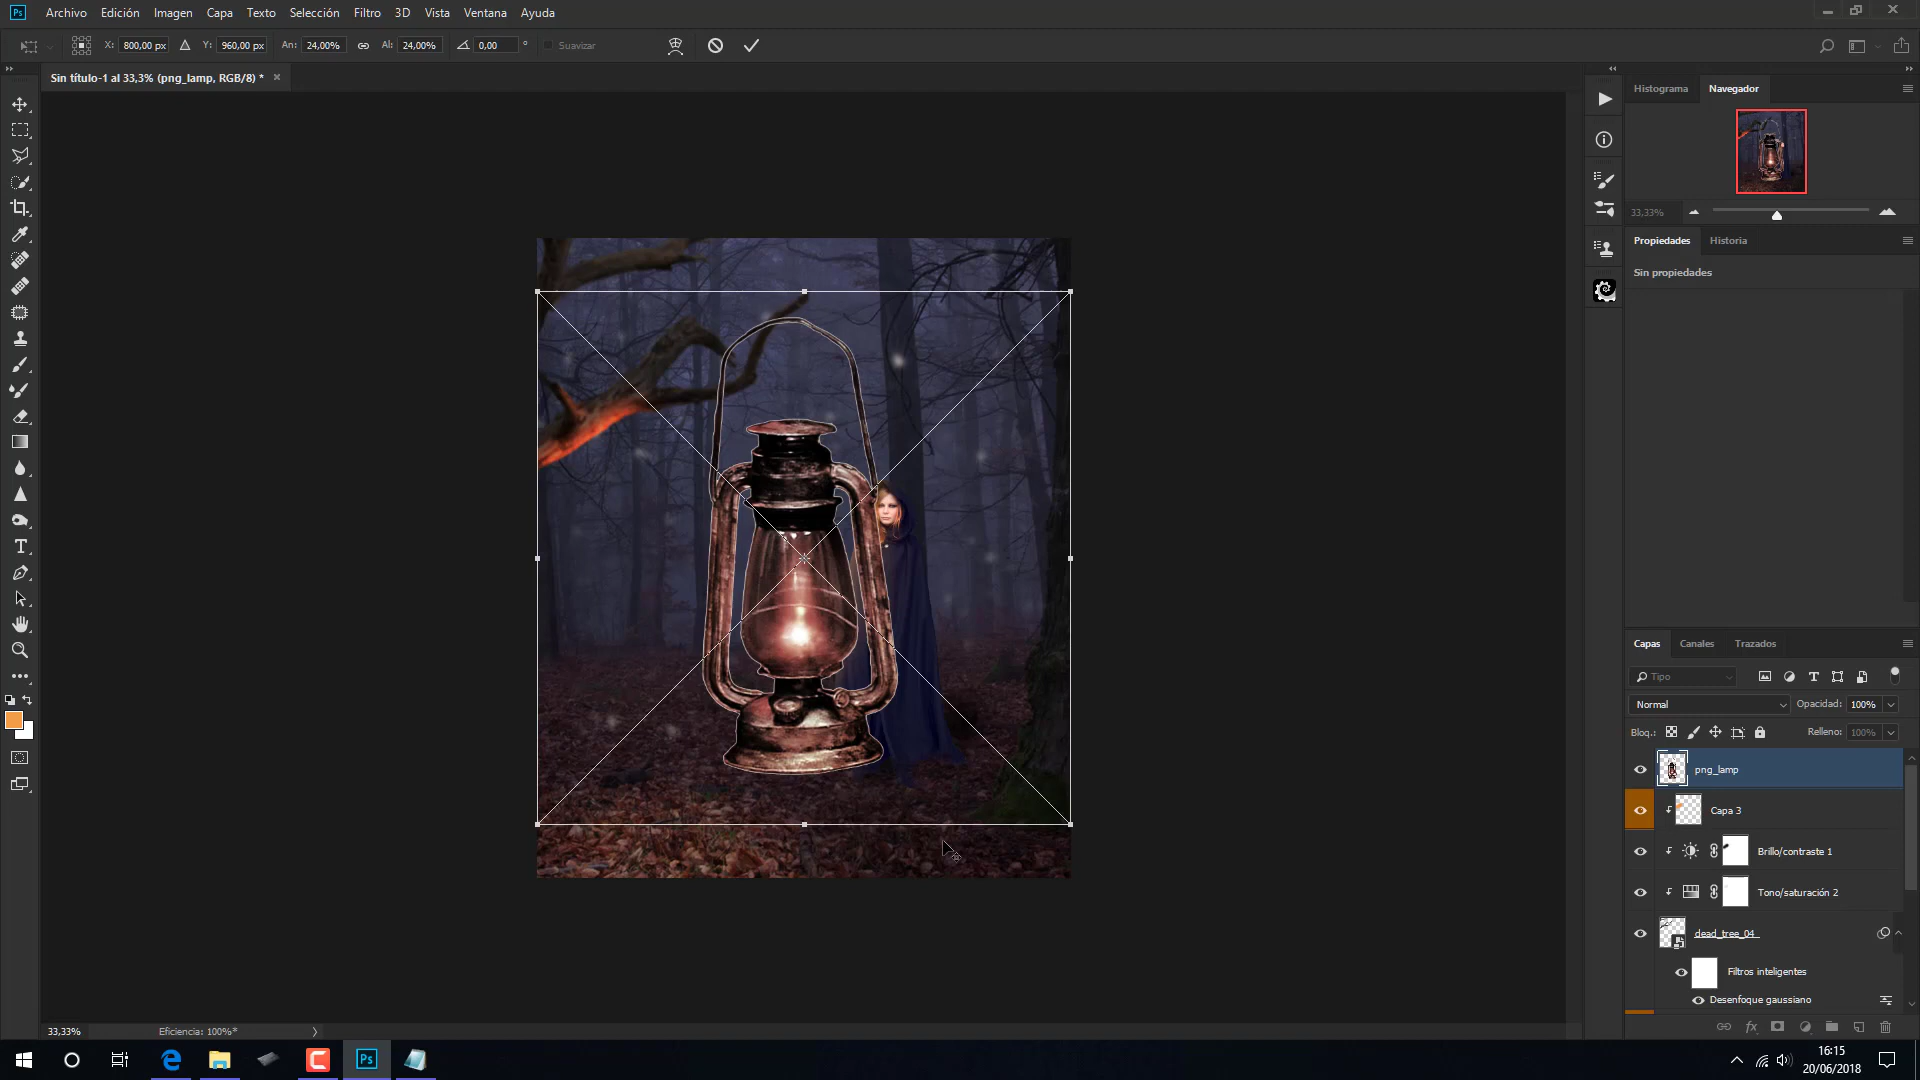 Ps Archivo Edición Imagen Capa Texto Selección Filtro 3D Vista Ventana Ayuda
X: 800,00 px Y: 960,00 px An: 24,00% Al: 24,00% 0,00 ° Suavizar
Sin título-1 al 33,3% (png_lamp, RGB/8) * ×
Histograma Navegador
33,33%
Propiedades Historia
Sin propiedades
Capas Canales Trazados
Tipo
Normal Opacidad: 100%
Bloq.: Relleno: 100%
png_lamp
Capa 3
Brillo/contraste 1
Tono/saturación 2
dead_tree_04_
Filtros inteligentes
Desenfoque gaussiano
33,33% Eficiencia: 100%*
Ps
16:15
20/06/2018